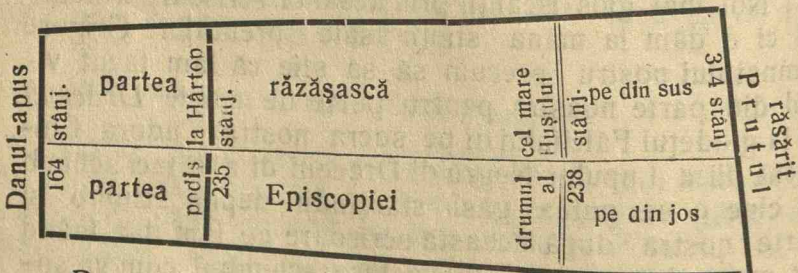 Danul-apus
164 stânj.
partea
podiș la Hârtop
235 stânj.
răzășască
drumul cel mare
al Hușului
238 stânj.
pe din sus
314 stânj
Prutul
răsărit
partea
Episcopiei
pe din jos